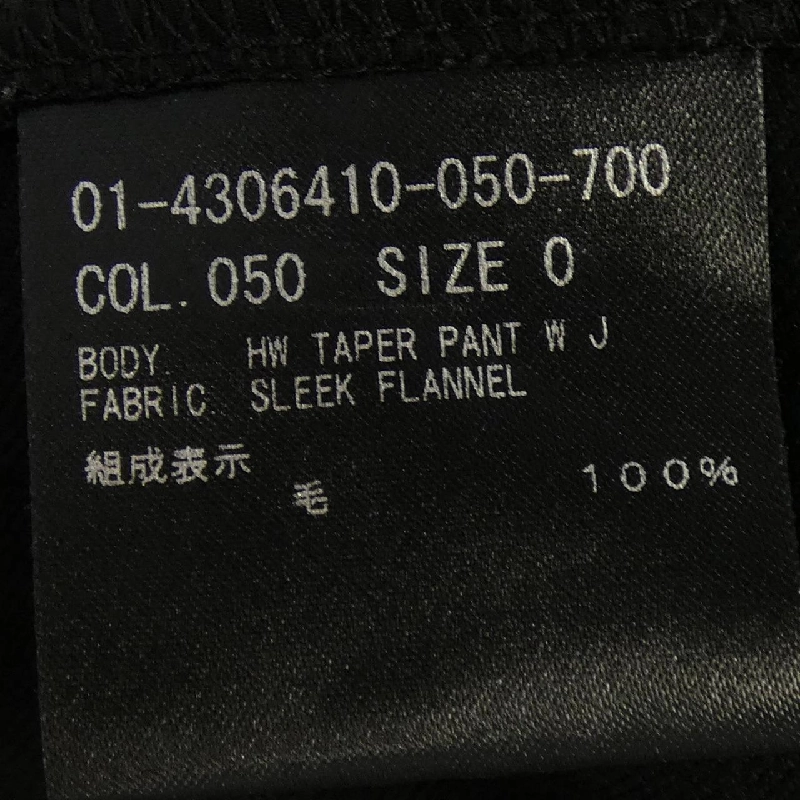 01-4306410-050-700
COL. 050 SIZE 0
BODY. HW TAPER PANT W J
FABRIC. SLEEK FLANNEL
組成表示
毛 100%